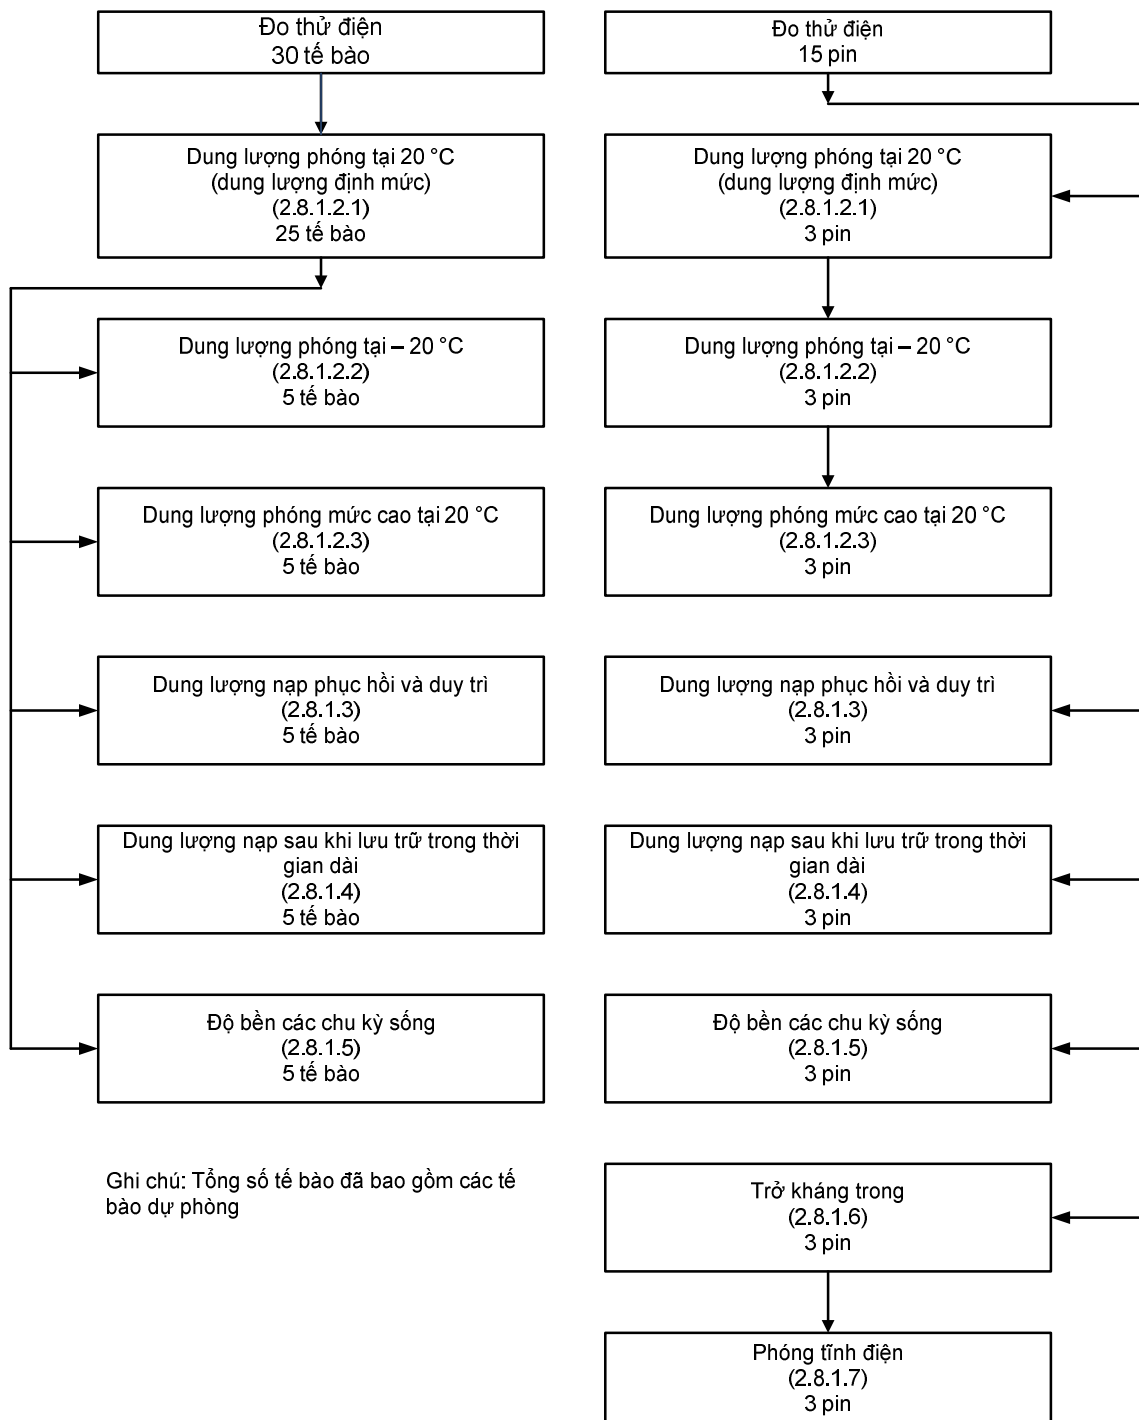 Đo thử điện
30 tế bào
Dung lượng phóng tại 20 °C
(dung lượng định mức)
(2.8.1.2.1)
25 tế bào
Dung lượng phóng tại – 20 °C
(2.8.1.2.2)
5 tế bào
Dung lượng phóng mức cao tại 20 °C
(2.8.1.2.3)
5 tế bào
Dung lượng nạp phục hồi và duy trì
(2.8.1.3)
5 tế bào
Dung lượng nạp sau khi lưu trữ trong thời
gian dài
(2.8.1.4)
5 tế bào
Độ bền các chu kỳ sống
(2.8.1.5)
5 tế bào
Ghi chú: Tổng số tế bào đã bao gồm các tế
bào dự phòng
Đo thử điện
15 pin
Dung lượng phóng tại 20 °C
(dung lượng định mức)
(2.8.1.2.1)
3 pin
Dung lượng phóng tại – 20 °C
(2.8.1.2.2)
3 pin
Dung lượng phóng mức cao tại 20 °C
(2.8.1.2.3)
3 pin
Dung lượng nạp phục hồi và duy trì
(2.8.1.3)
3 pin
Dung lượng nạp sau khi lưu trữ trong thời
gian dài
(2.8.1.4)
3 pin
Độ bền các chu kỳ sống
(2.8.1.5)
3 pin
Trở kháng trong
(2.8.1.6)
3 pin
Phóng tĩnh điện
(2.8.1.7)
3 pin